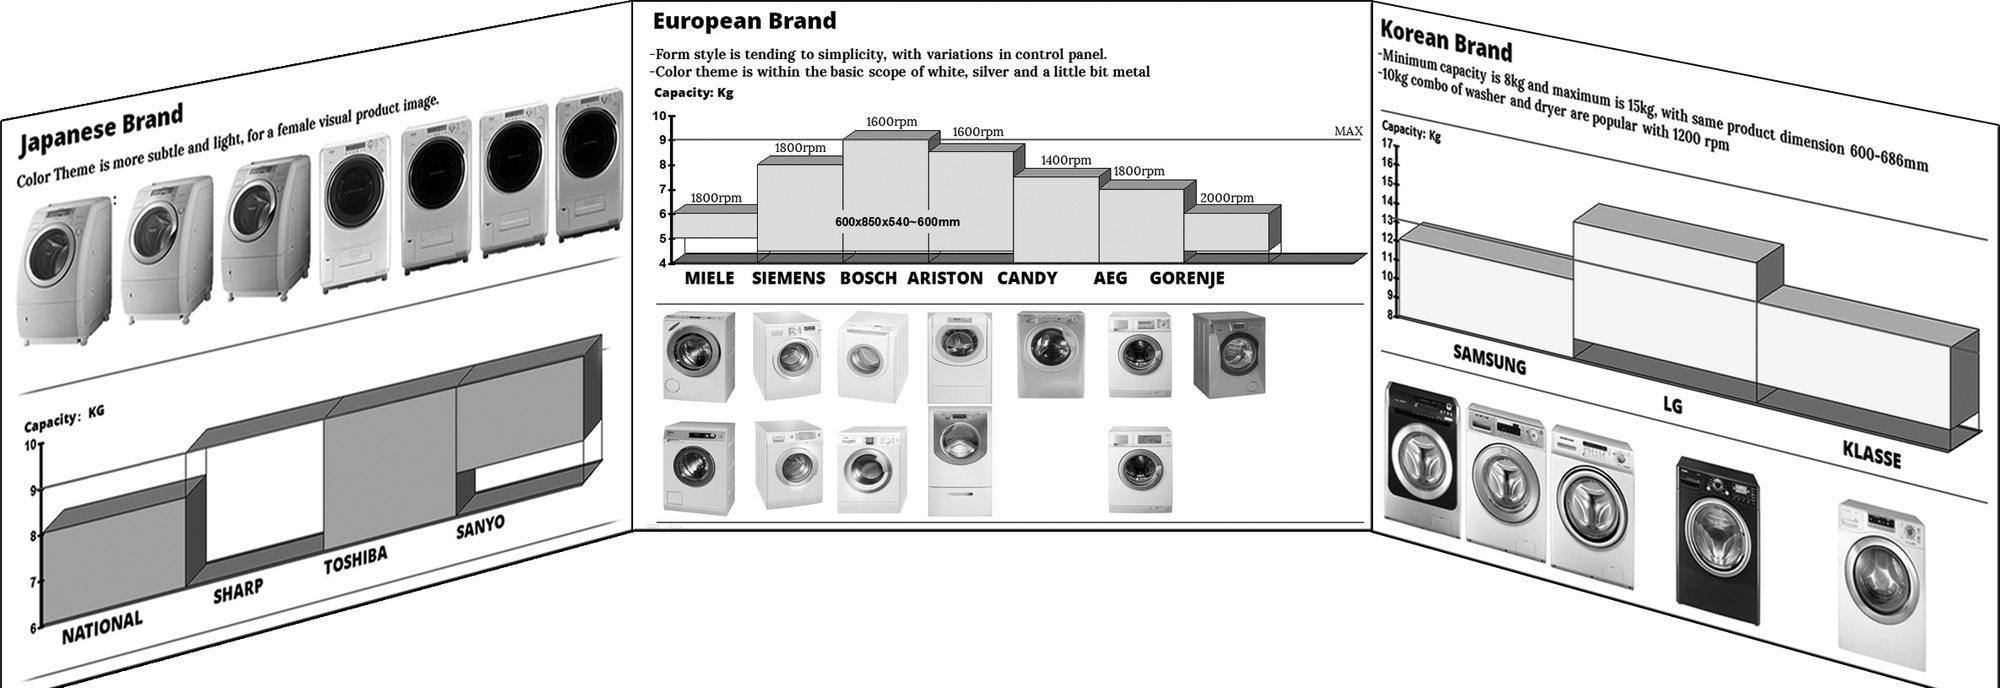 Japanese Brand
Color Theme is more subtle and light, for a female visual product image.
:
Capacity: KG
10
9
8
7
6
NATIONAL
SHARP
TOSHIBA
SANYO
European Brand
-Form style is tending to simplicity, with variations in control panel.
-Color theme is within the basic scope of white, silver and a little bit metal
Capacity: Kg
10
9
8
7
6
5
4
MAX
1800rpm
1800rpm
1600rpm
1600rpm
1400rpm
1800rpm
2000rpm
600x850x540~600mm
MIELE SIEMENS BOSCH ARISTON CANDY AEG GORENJE
Korean Brand
-Minimum capacity is 8kg and maximum is 15kg, with same product dimension 600-686mm
-10kg combo of washer and dryer are popular with 1200 rpm
Capacity: Kg
17
16
15
14
13
12
11
10
9
8
SAMSUNG
LG
KLASSE